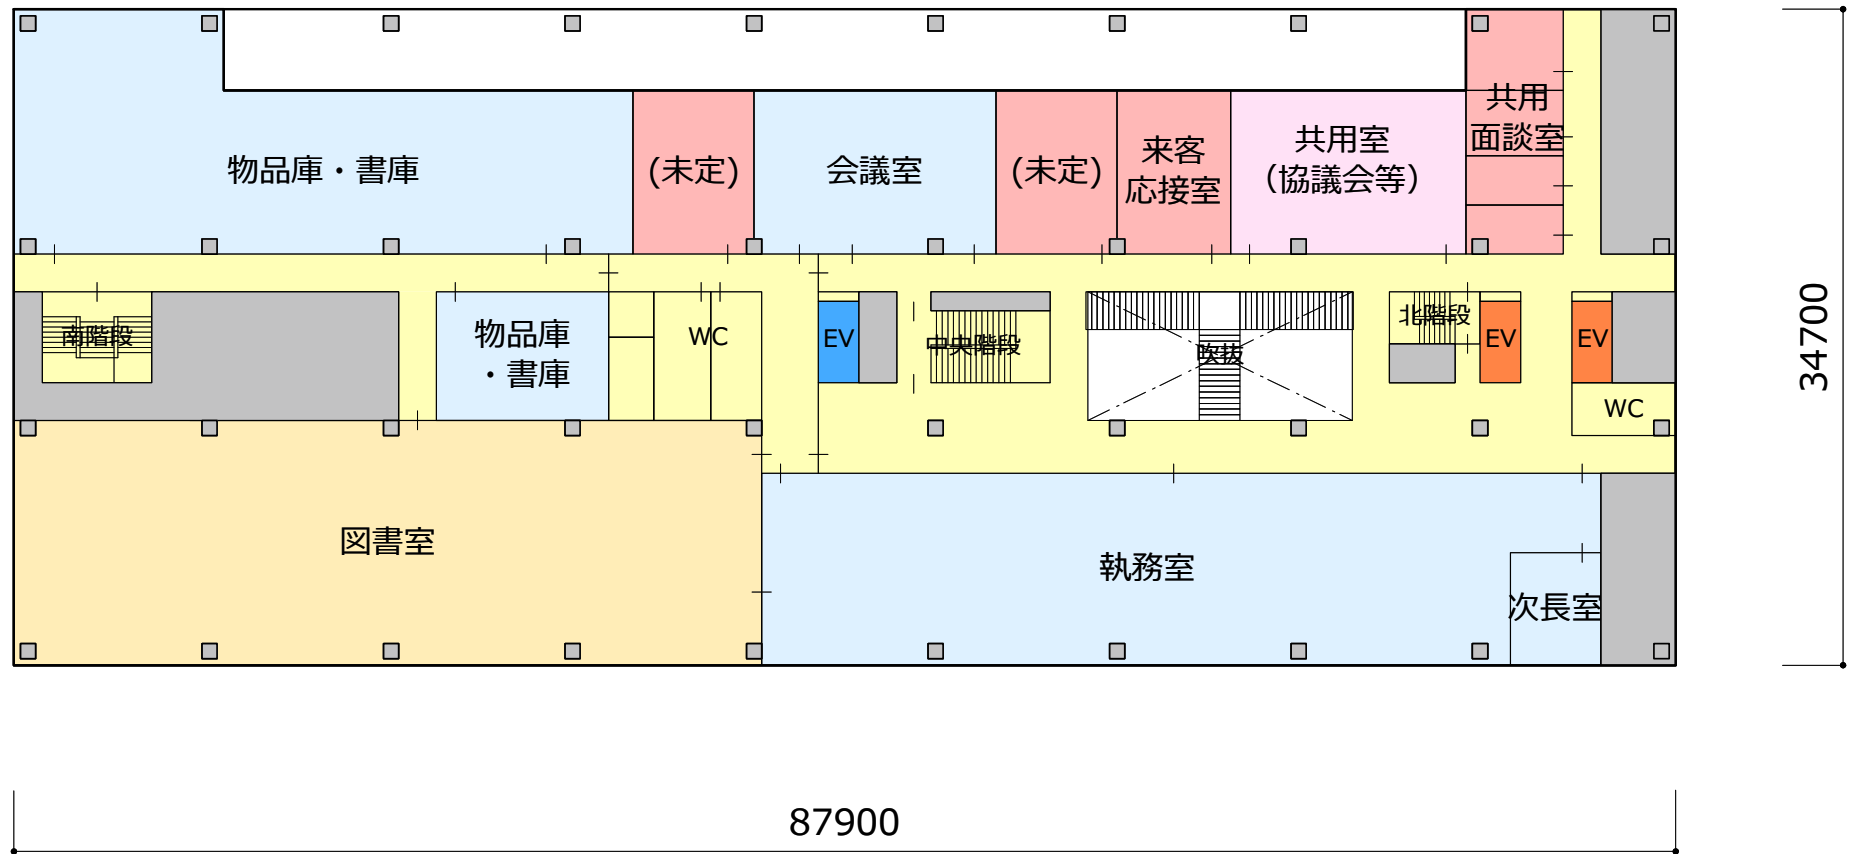 共用
面談室
物品庫・書庫
(未定)
会議室
(未定)
来客
応接室
共用室
（協議会等）
南階段
物品庫
・書庫
WC
EV
中央階段
吹抜
北階段
EV
EV
WC
34700
図書室
執務室
次長室
87900